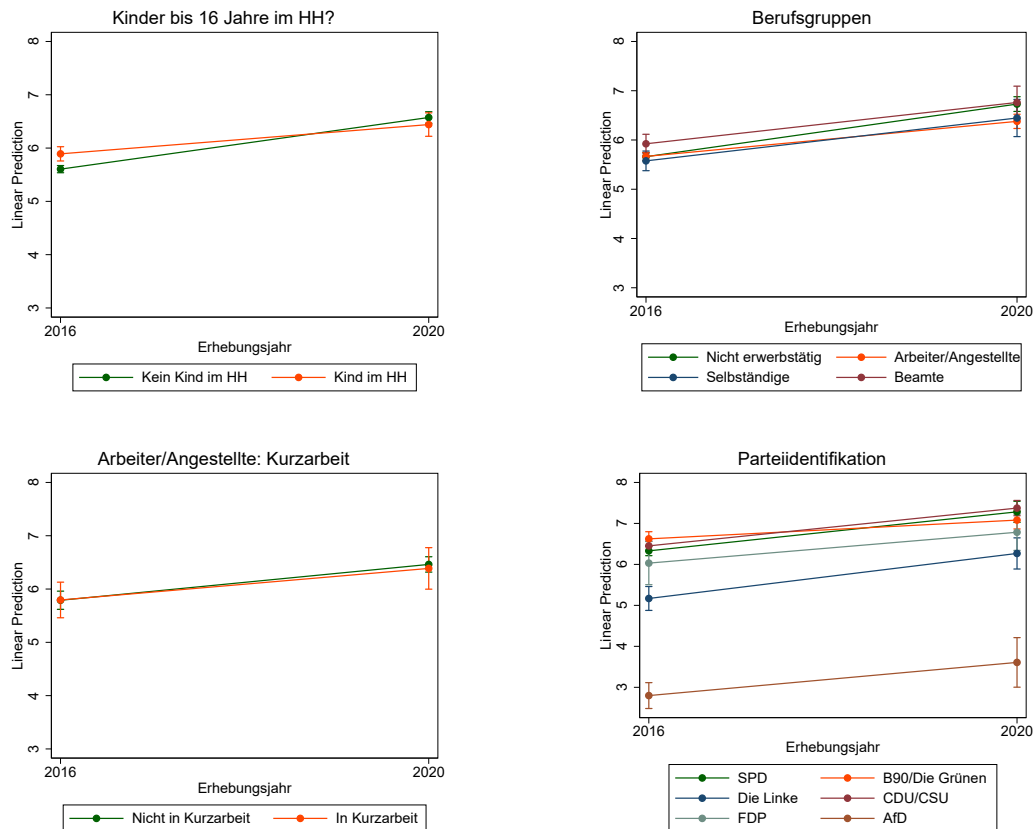 Kinder bis 16 Jahre im HH?
Linear Prediction
8
7
6
5
4
3
2016
2020
Erhebungsjahr
Kein Kind im HH
Kind im HH
Berufsgruppen
Linear Prediction
8
7
6
5
4
3
2016
2020
Erhebungsjahr
Nicht erwerbstätig
Arbeiter/Angestellte
Selbständige
Beamte
Arbeiter/Angestellte: Kurzarbeit
Linear Prediction
8
7
6
5
4
3
2016
2020
Erhebungsjahr
Nicht in Kurzarbeit
In Kurzarbeit
Parteiidentifikation
Linear Prediction
8
7
6
5
4
3
2016
2020
Erhebungsjahr
SPD
B90/Die Grünen
Die Linke
CDU/CSU
FDP
AfD